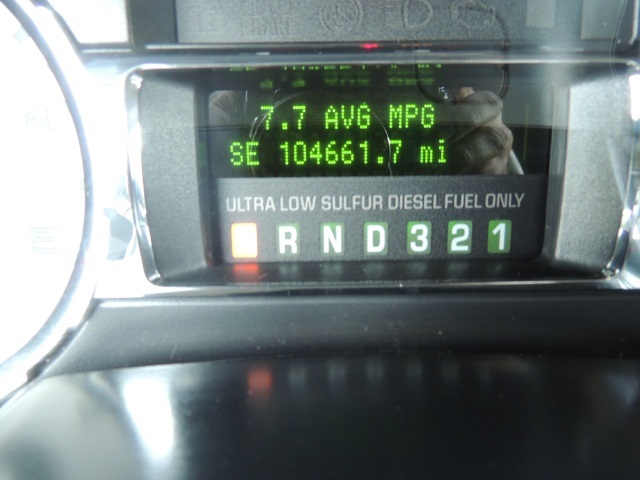 7.7 AVG MPG
SE 104661.7 mi
ULTRA LOW SULFUR DIESEL FUEL ONLY
R N D 3 2 1